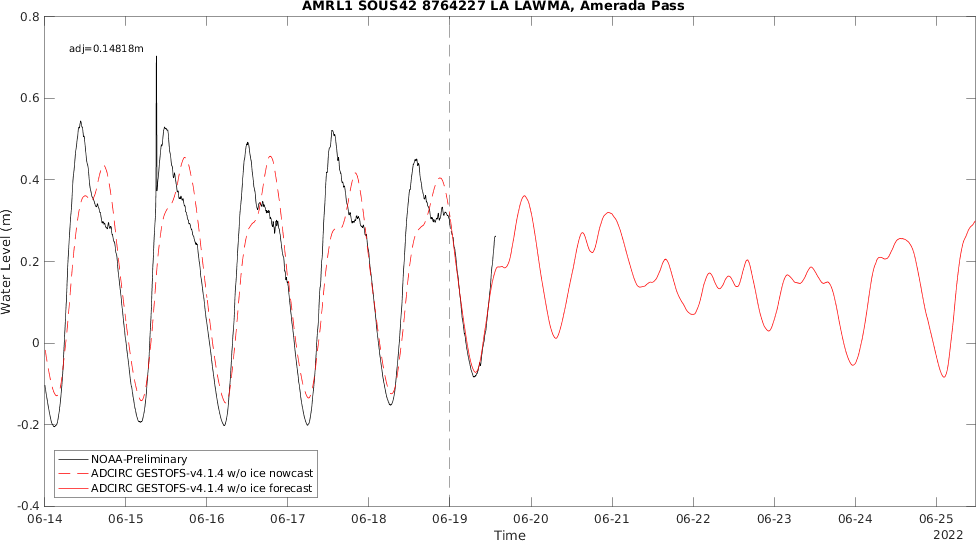 AMRL1 SOUS42 8764227 LA LAWMA, Amerada Pass
adj=0.14818m
0.8
0.6
0.4
0.2
0
-0.2
-0.4
Water Level (m)
NOAA-Preliminary
ADCIRC GESTOFS-v4.1.4 w/o ice nowcast
ADCIRC GESTOFS-v4.1.4 w/o ice forecast
06-14 06-15 06-16 06-17 06-18 06-19 06-20 06-21 06-22 06-23 06-24 06-25
Time
2022